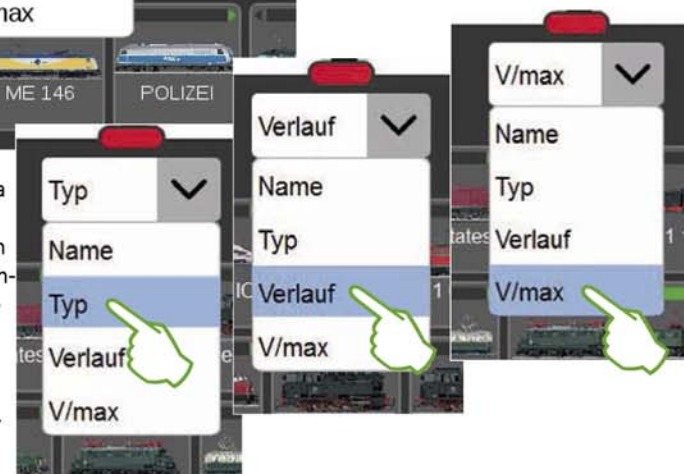 max
ME 146
POLIZEI
Typ
Name
Typ
Verlauf
V/max
Verlauf
Name
Typ
Verlauf
V/max
V/max
Name
Typ
Verlauf
V/max